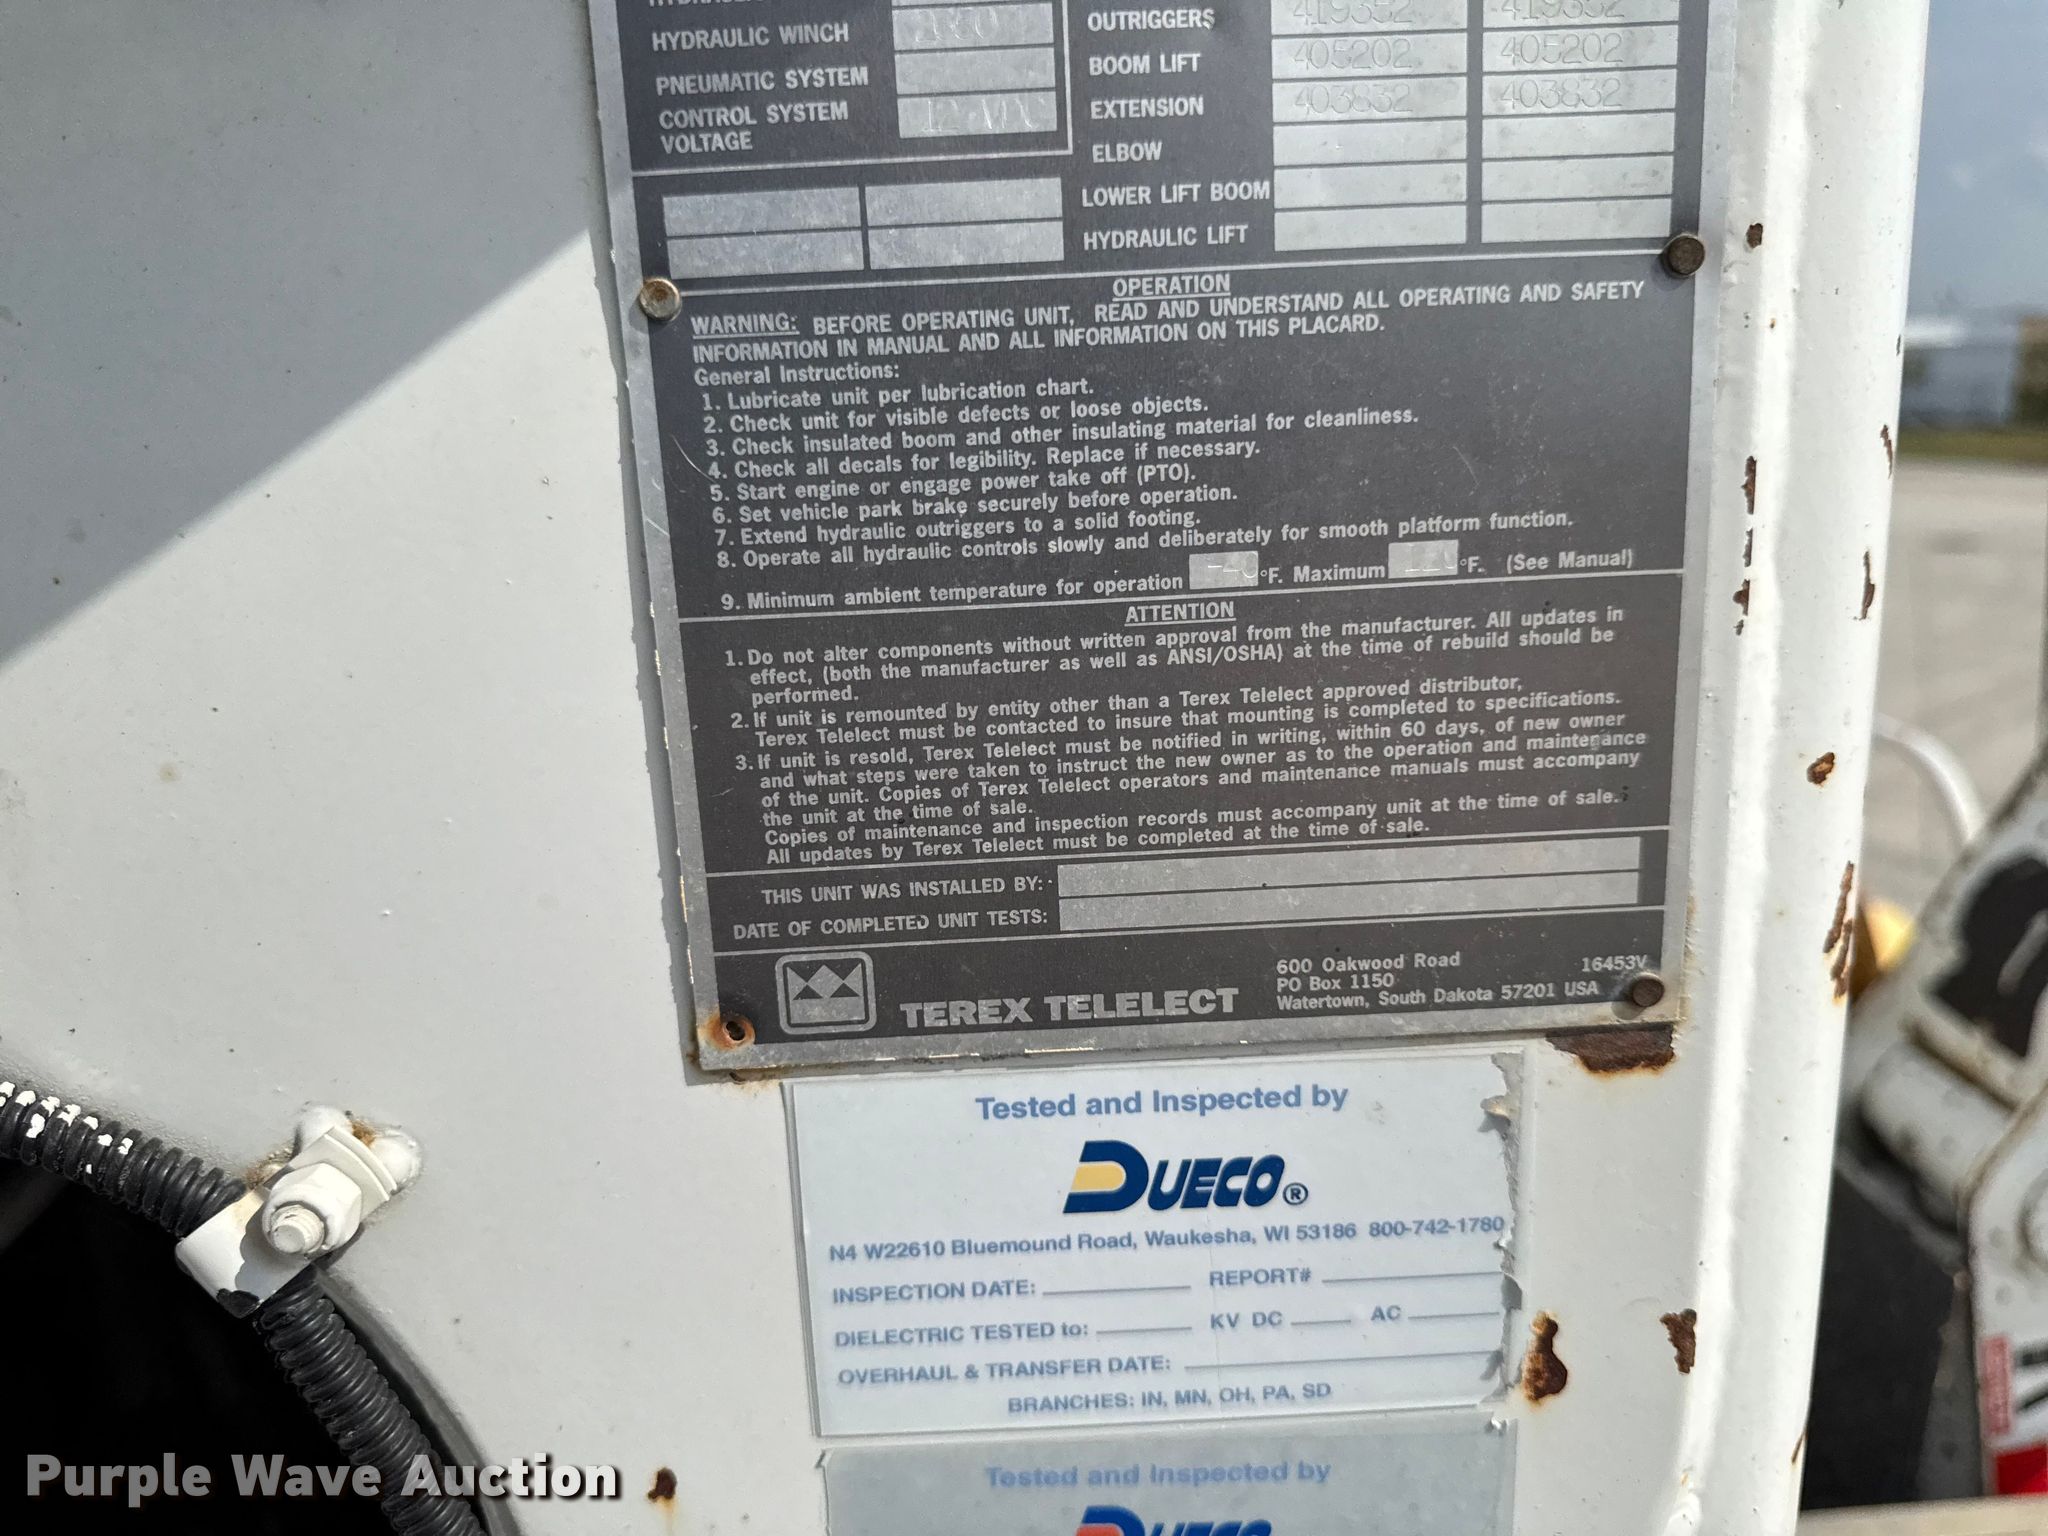 OUTRIGGERS 419352 419352
HYDRAULIC WINCH
BOOM LIFT 405202 405202
PNEUMATIC SYSTEM
EXTENSION 403832 403832
CONTROL SYSTEM VOLTAGE 12 VDC
ELBOW
LOWER LIFT BOOM
HYDRAULIC LIFT
OPERATION
WARNING: BEFORE OPERATING UNIT, READ AND UNDERSTAND ALL OPERATING AND SAFETY
INFORMATION IN MANUAL AND ALL INFORMATION ON THIS PLACARD.
General Instructions:
1. Lubricate unit per lubrication chart.
2. Check unit for visible defects or loose objects.
3. Check insulated boom and other insulating material for cleanliness.
4. Check all decals for legibility. Replace if necessary.
5. Start engine or engage power take off (PTO).
6. Set vehicle park brake securely before operation.
7. Extend hydraulic outriggers to a solid footing.
8. Operate all hydraulic controls slowly and deliberately for smooth platform function.
9. Minimum ambient temperature for operation -40 °F. Maximum °F. (See Manual)
ATTENTION
1. Do not alter components without written approval from the manufacturer. All updates in
effect, (both the manufacturer as well as ANSI/OSHA) at the time of rebuild should be
performed.
2. If unit is remounted by entity other than a Terex Telelect approved distributor,
Terex Telelect must be contacted to insure that mounting is completed to specifications.
3. If unit is resold, Terex Telelect must be notified in writing, within 60 days, of new owner
and what steps were taken to instruct the new owner as to the operation and maintenance
of the unit. Copies of Terex Telelect operators and maintenance manuals must accompany
the unit at the time of sale.
Copies of maintenance and inspection records must accompany unit at the time of sale.
All updates by Terex Telelect must be completed at the time of sale.
THIS UNIT WAS INSTALLED BY:
DATE OF COMPLETED UNIT TESTS:
TEREX TELELECT
600 Oakwood Road 16453V
PO Box 1150
Watertown, South Dakota 57201 USA
Tested and Inspected by
DUECO®
N4 W22610 Bluemound Road, Waukesha, WI 53186 800-742-1780
INSPECTION DATE: REPORT#
DIELECTRIC TESTED to: KV DC AC
OVERHAUL & TRANSFER DATE:
BRANCHES: IN, MN, OH, PA, SD
Tested and Inspected by
DUECO
Purple Wave Auction